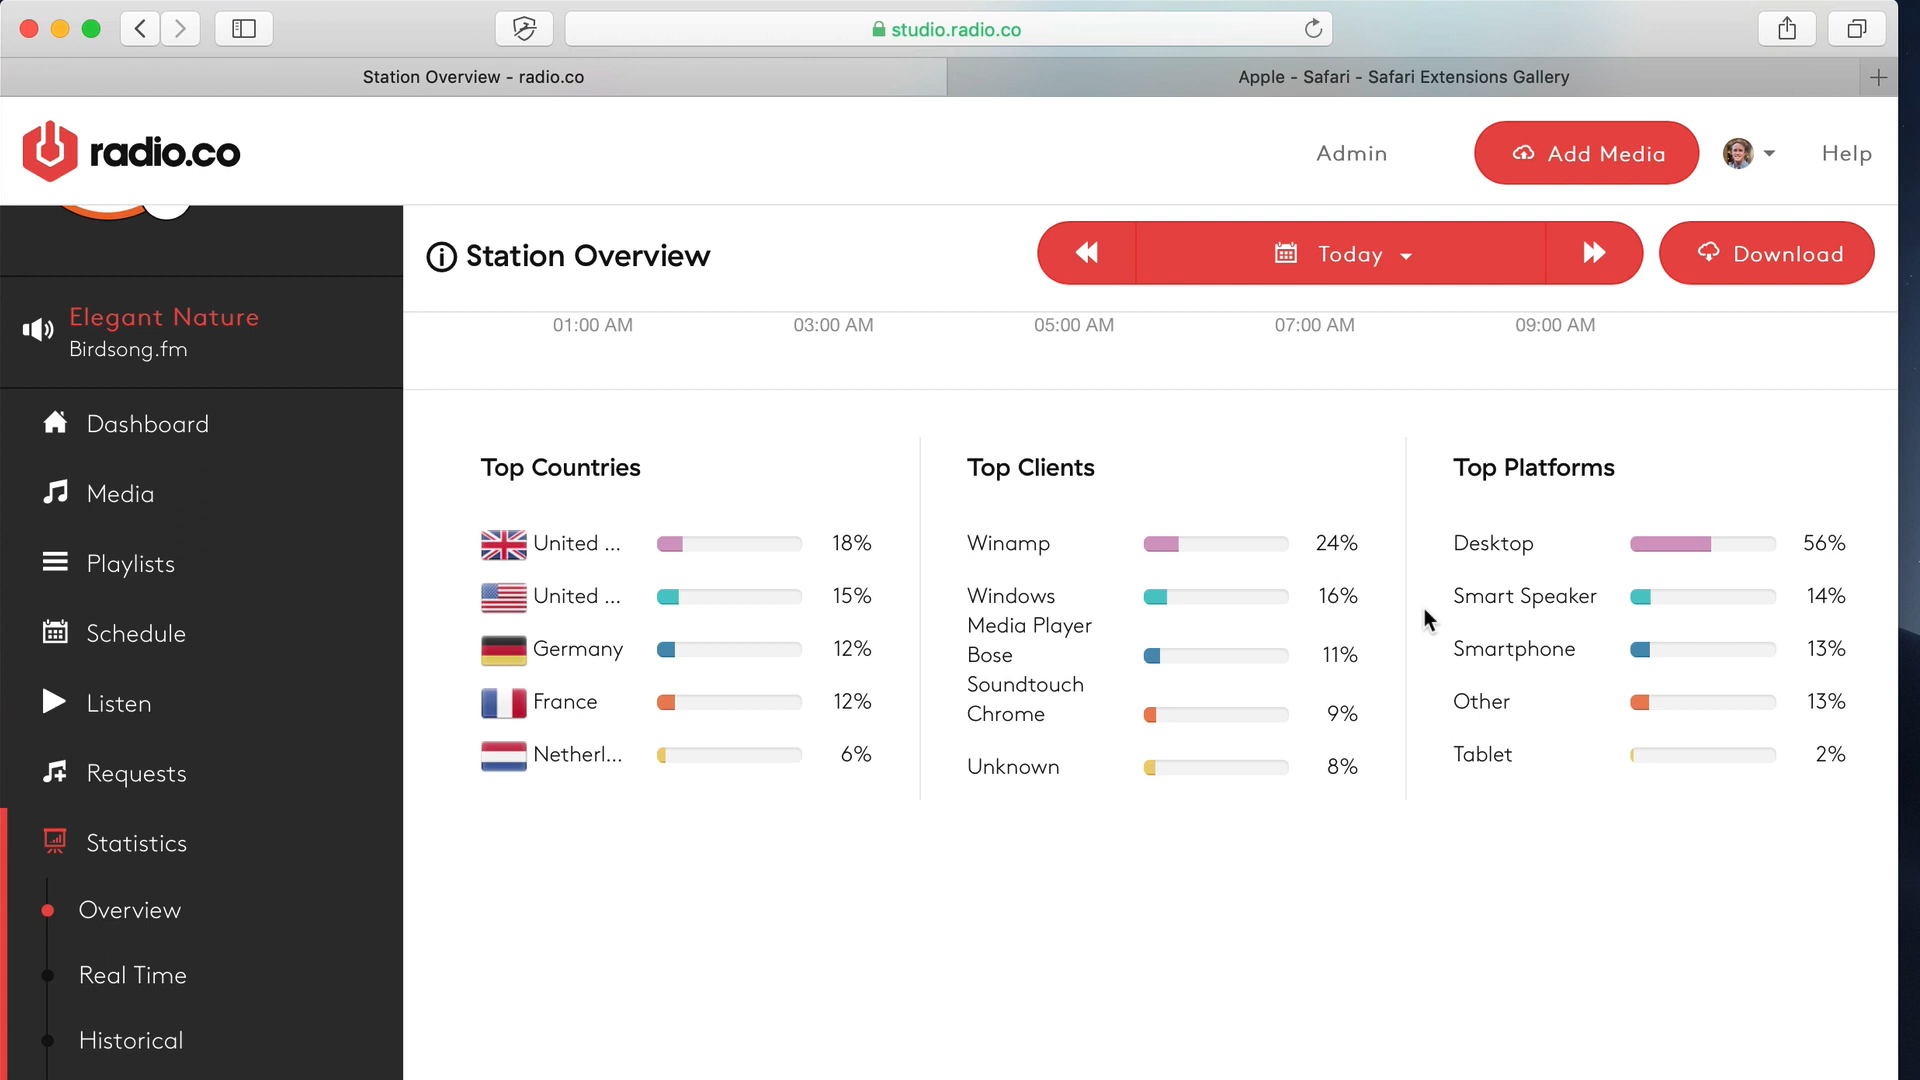 studio.radio.co
Station Overview - radio.co
Apple - Safari - Safari Extensions Gallery
radio.co
Admin
Add Media
Help
Station Overview
Today
Download
01:00 AM
03:00 AM
05:00 AM
07:00 AM
09:00 AM
Elegant Nature
Birdsong.fm
Dashboard
Media
Playlists
Schedule
Listen
Requests
Statistics
Overview
Real Time
Historical
Top Countries
United ... 18%
United ... 15%
Germany 12%
France 12%
Netherl... 6%
Top Clients
Winamp 24%
Windows 16%
Media Player
Bose 11%
Soundtouch
Chrome 9%
Unknown 8%
Top Platforms
Desktop 56%
Smart Speaker 14%
Smartphone 13%
Other 13%
Tablet 2%